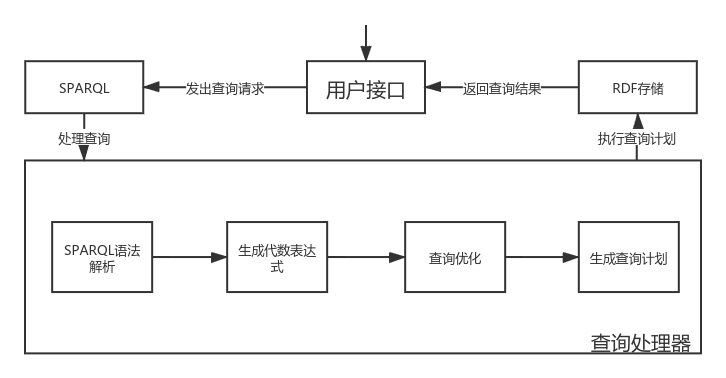 SPARQL
发出查询请求
用户接口
返回查询结果
RDF存储
处理查询
执行查询计划
SPARQL语法
解析
生成代数表达
式
查询优化
生成查询计划
查询处理器